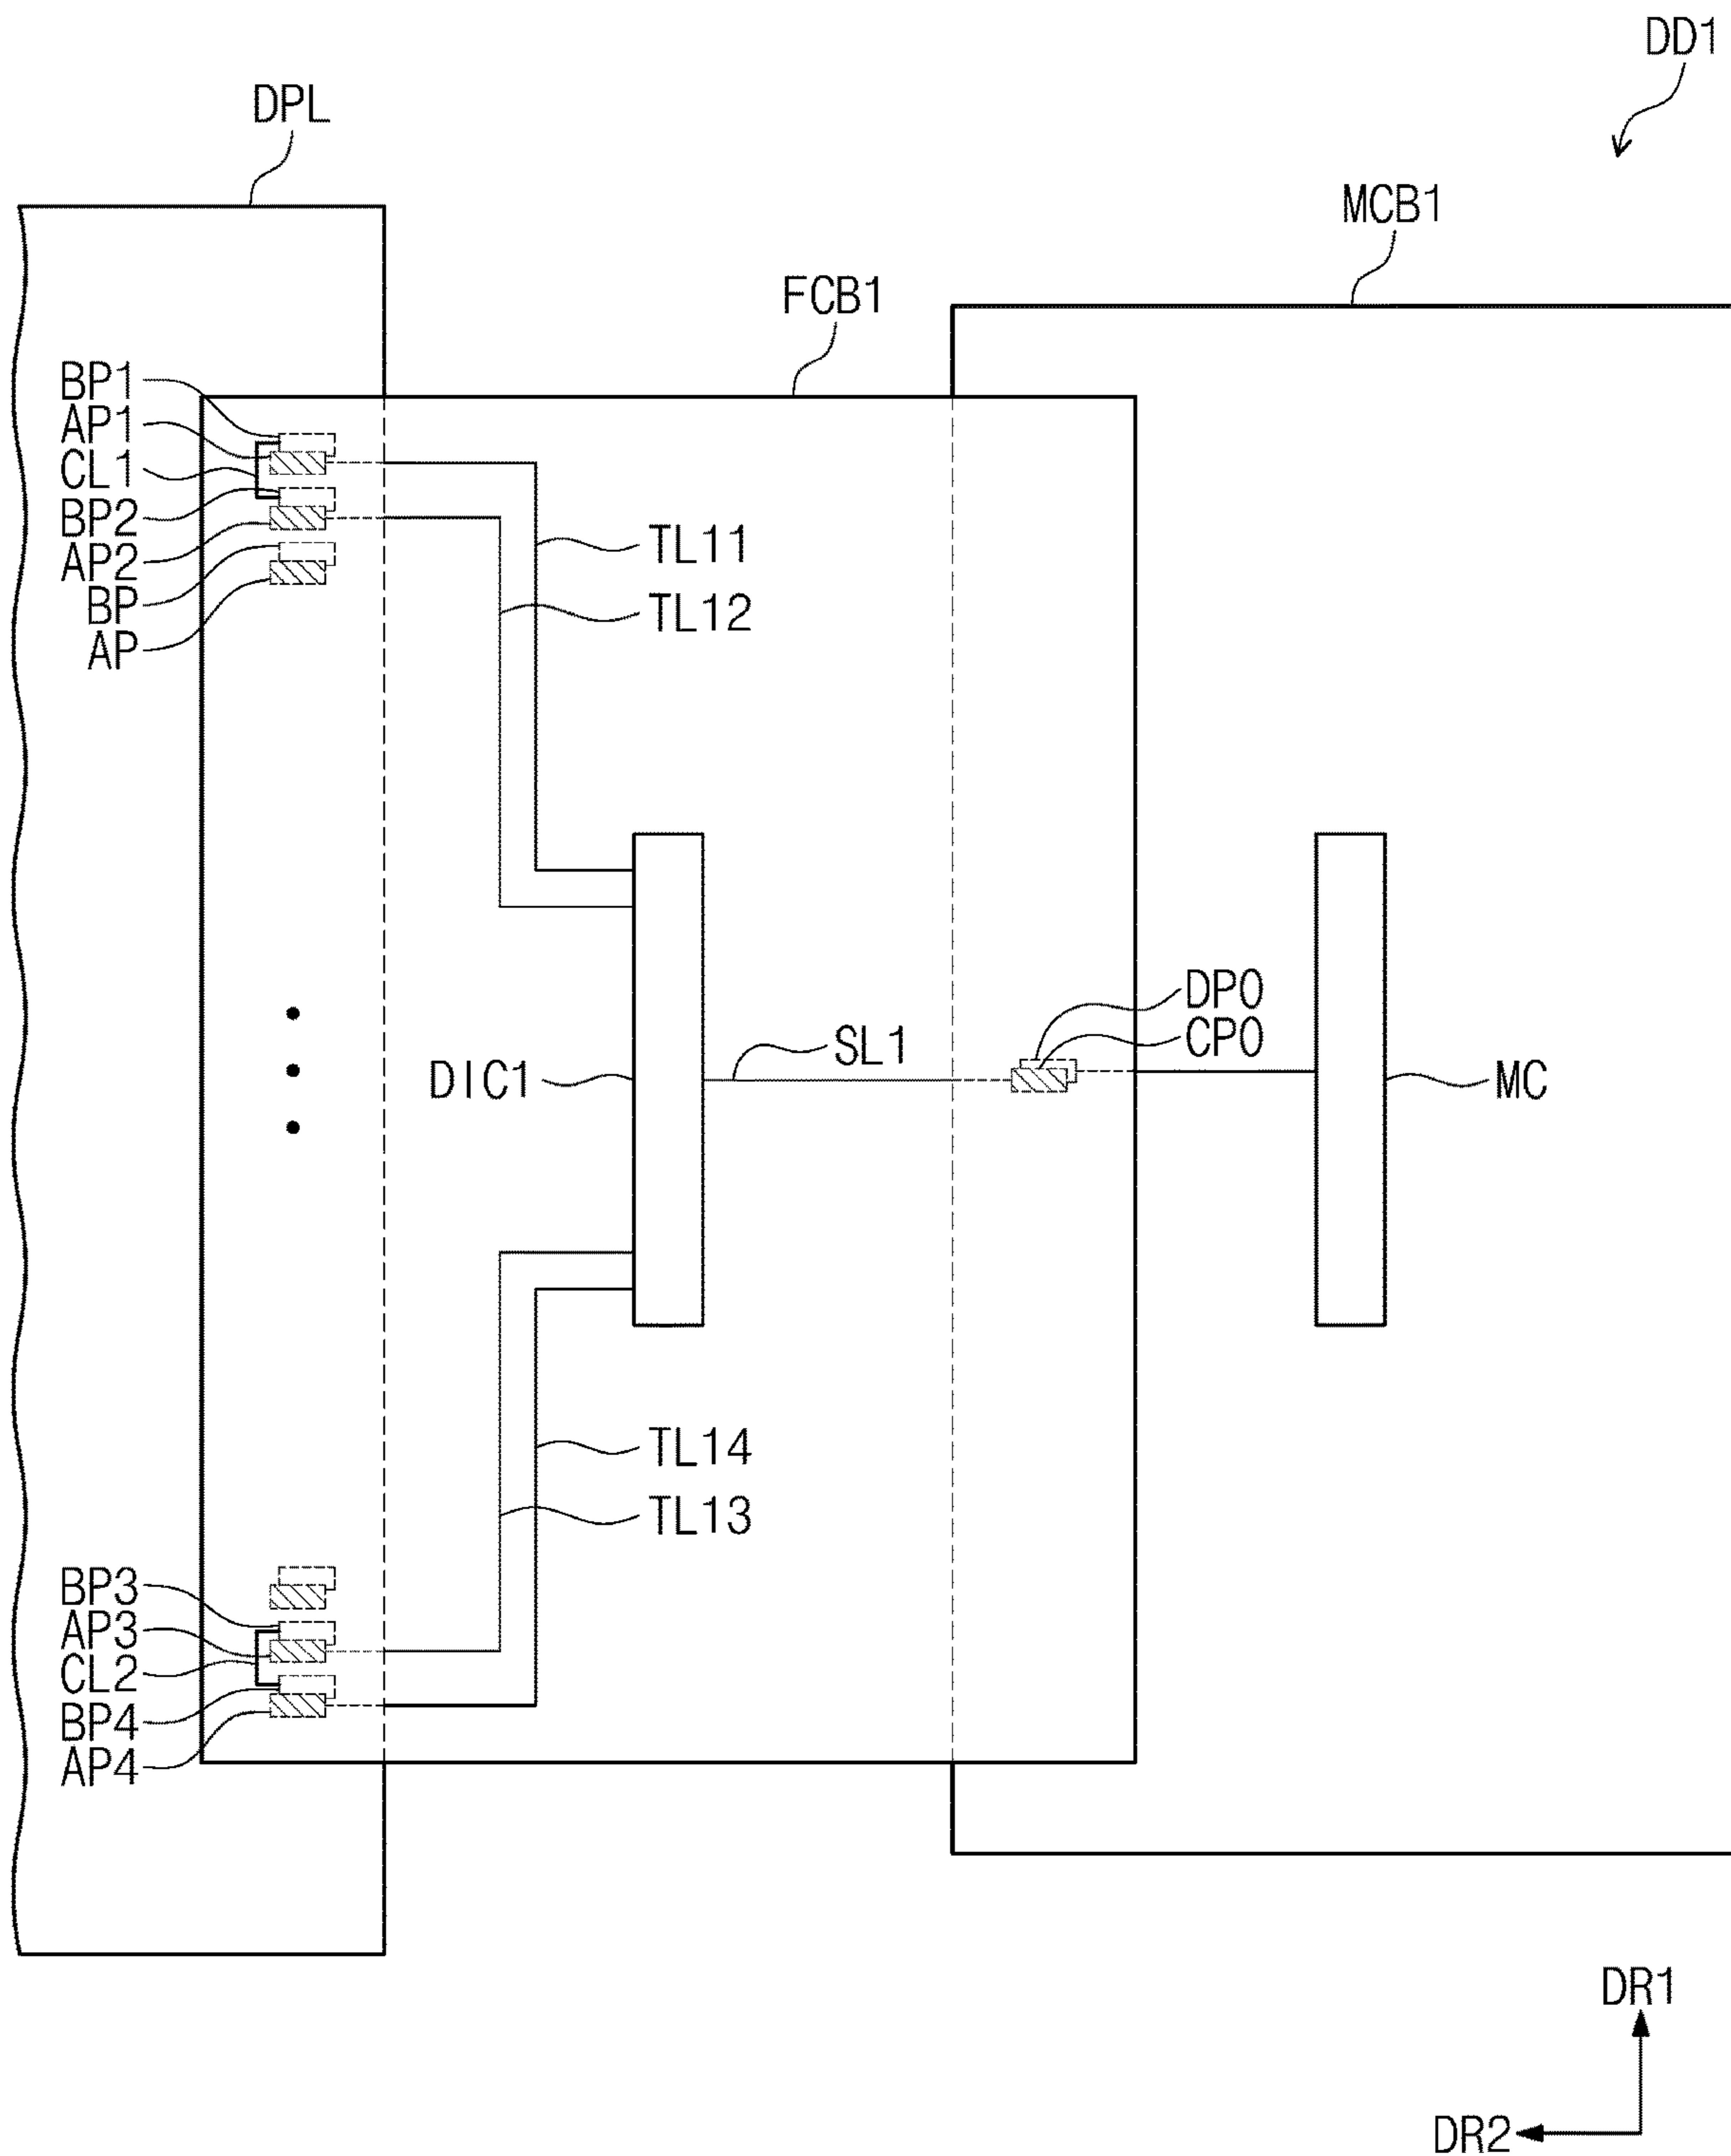 DD1
DPL
MCB1
FCB1
BP1
AP1
CL1
BP2
AP2
BP
AP
TL11
TL12
DPO
CPO
SL1
DIC1
MC
TL14
TL13
BP3
AP3
CL2
BP4
AP4
DR1
DR2